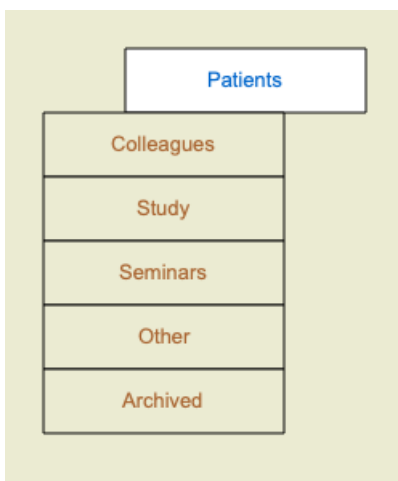 Patients
Colleagues
Study
Seminars
Other
Archived